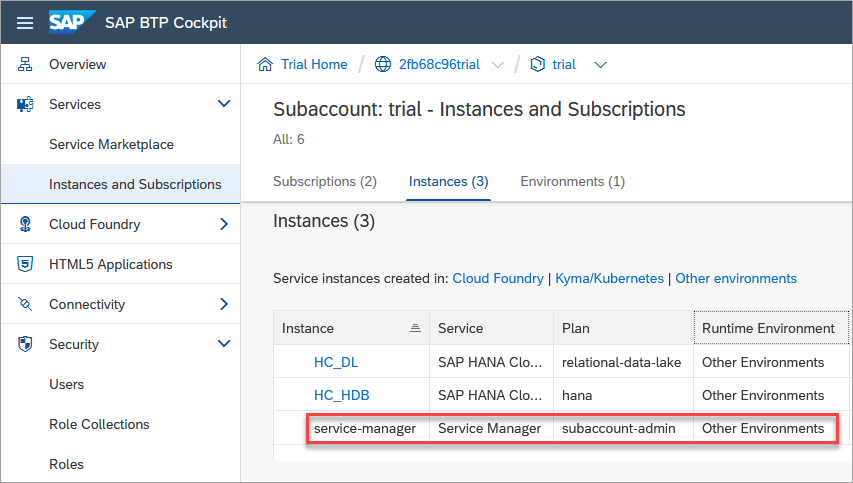 SAP SAP BTP Cockpit
Overview
Services
Service Marketplace
Instances and Subscriptions
Cloud Foundry
HTML5 Applications
Connectivity
Security
Users
Role Collections
Roles
Trial Home / 2fb68c96trial / trial
Subaccount: trial - Instances and Subscriptions
All: 6
Subscriptions (2) Instances (3) Environments (1)
Instances (3)
Service instances created in: Cloud Foundry | Kyma/Kubernetes | Other environments
Instance Service Plan Runtime Environment
HC_DL SAP HANA Clo... relational-data-lake Other Environments
HC_HDB SAP HANA Clo... hana Other Environments
service-manager Service Manager subaccount-admin Other Environments